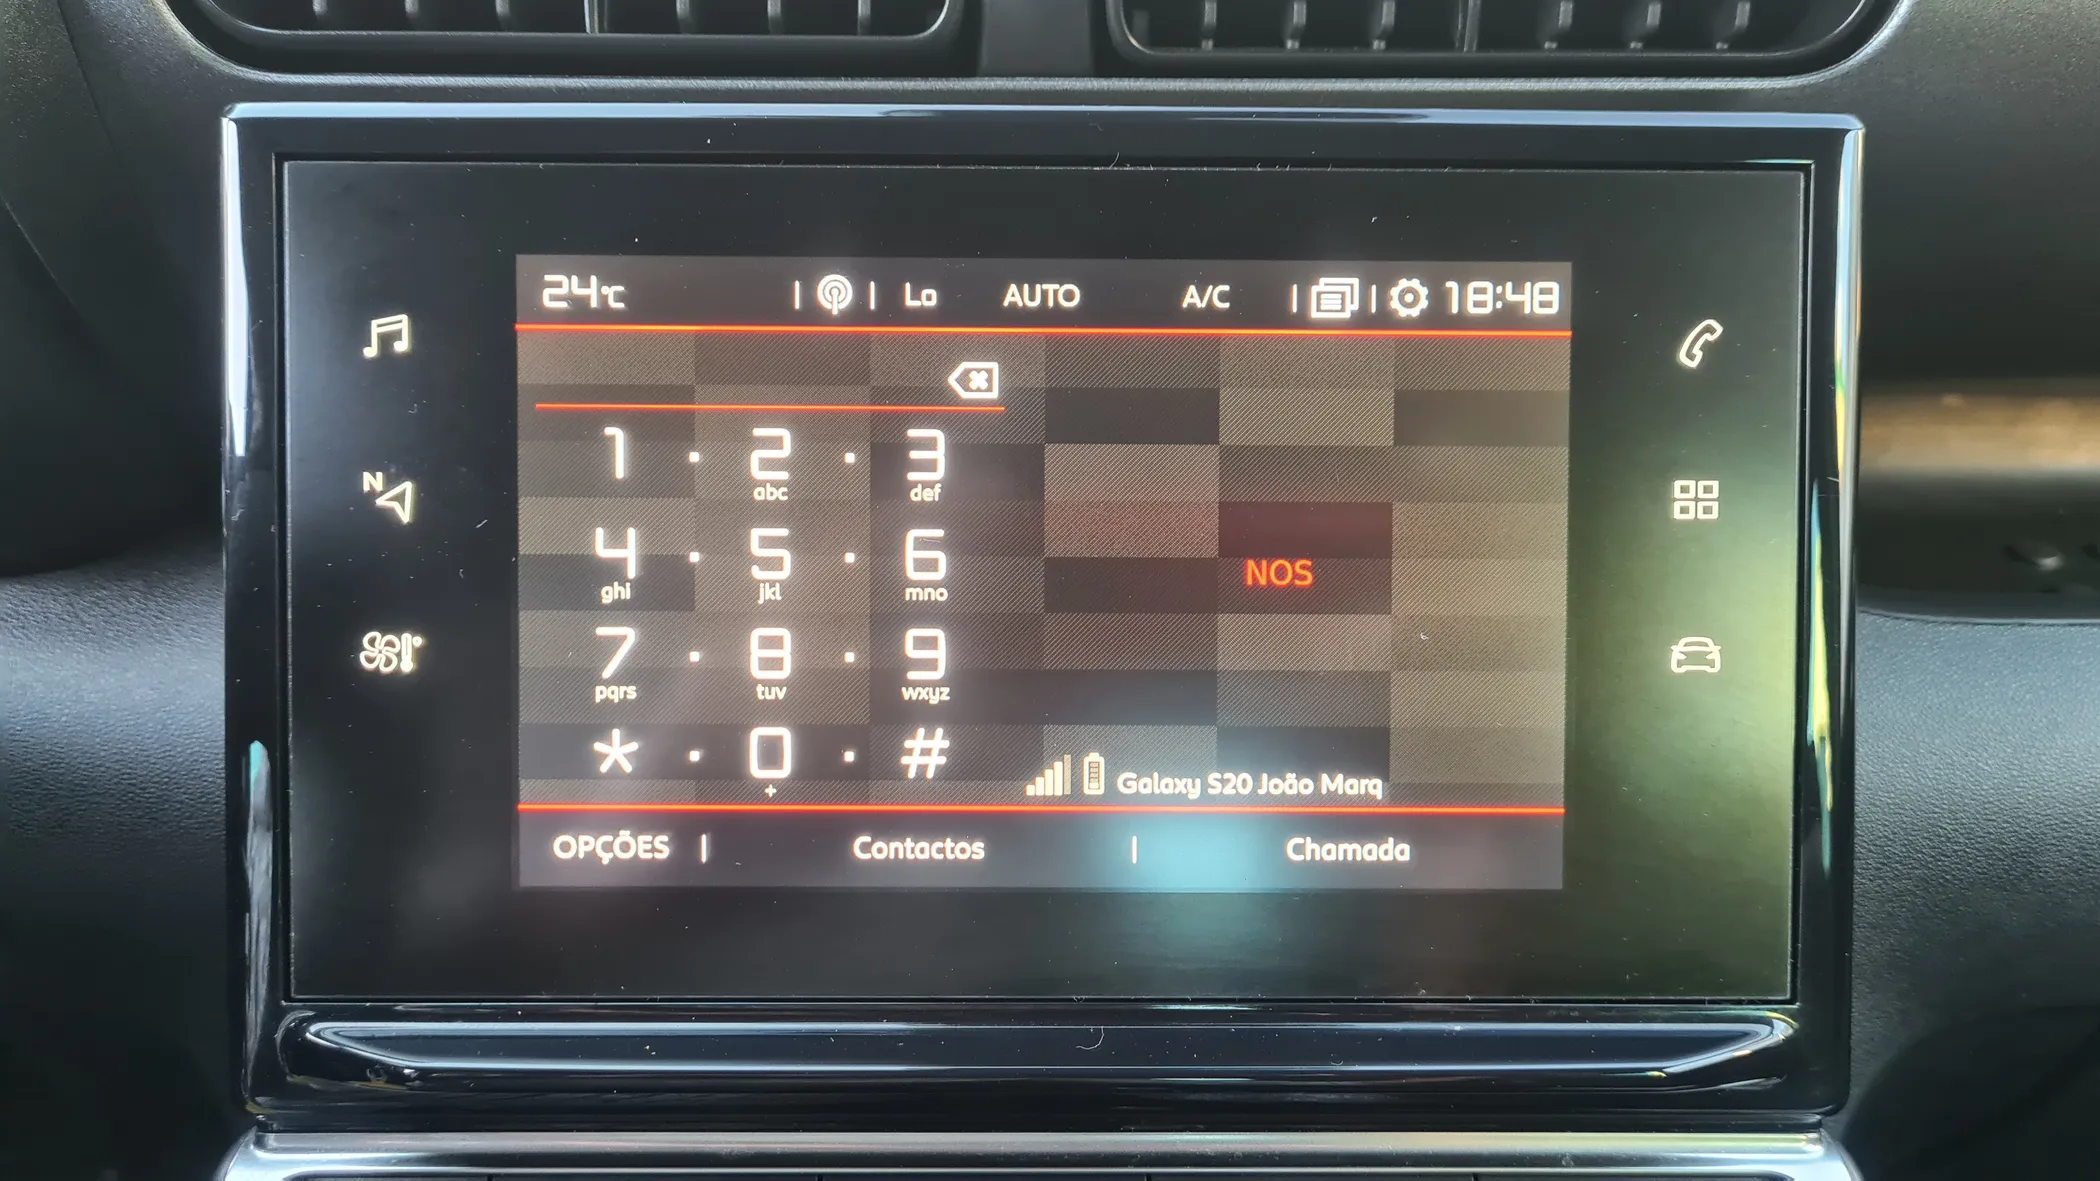 24°C Lo AUTO A/C 18:48
1 2 3
abc def
4 5 6
ghi jkl mno
NOS
7 8 9
pqrs tuv wxyz
* 0 #
+
Galaxy S20 João Marq
OPÇÕES Contactos Chamada
N